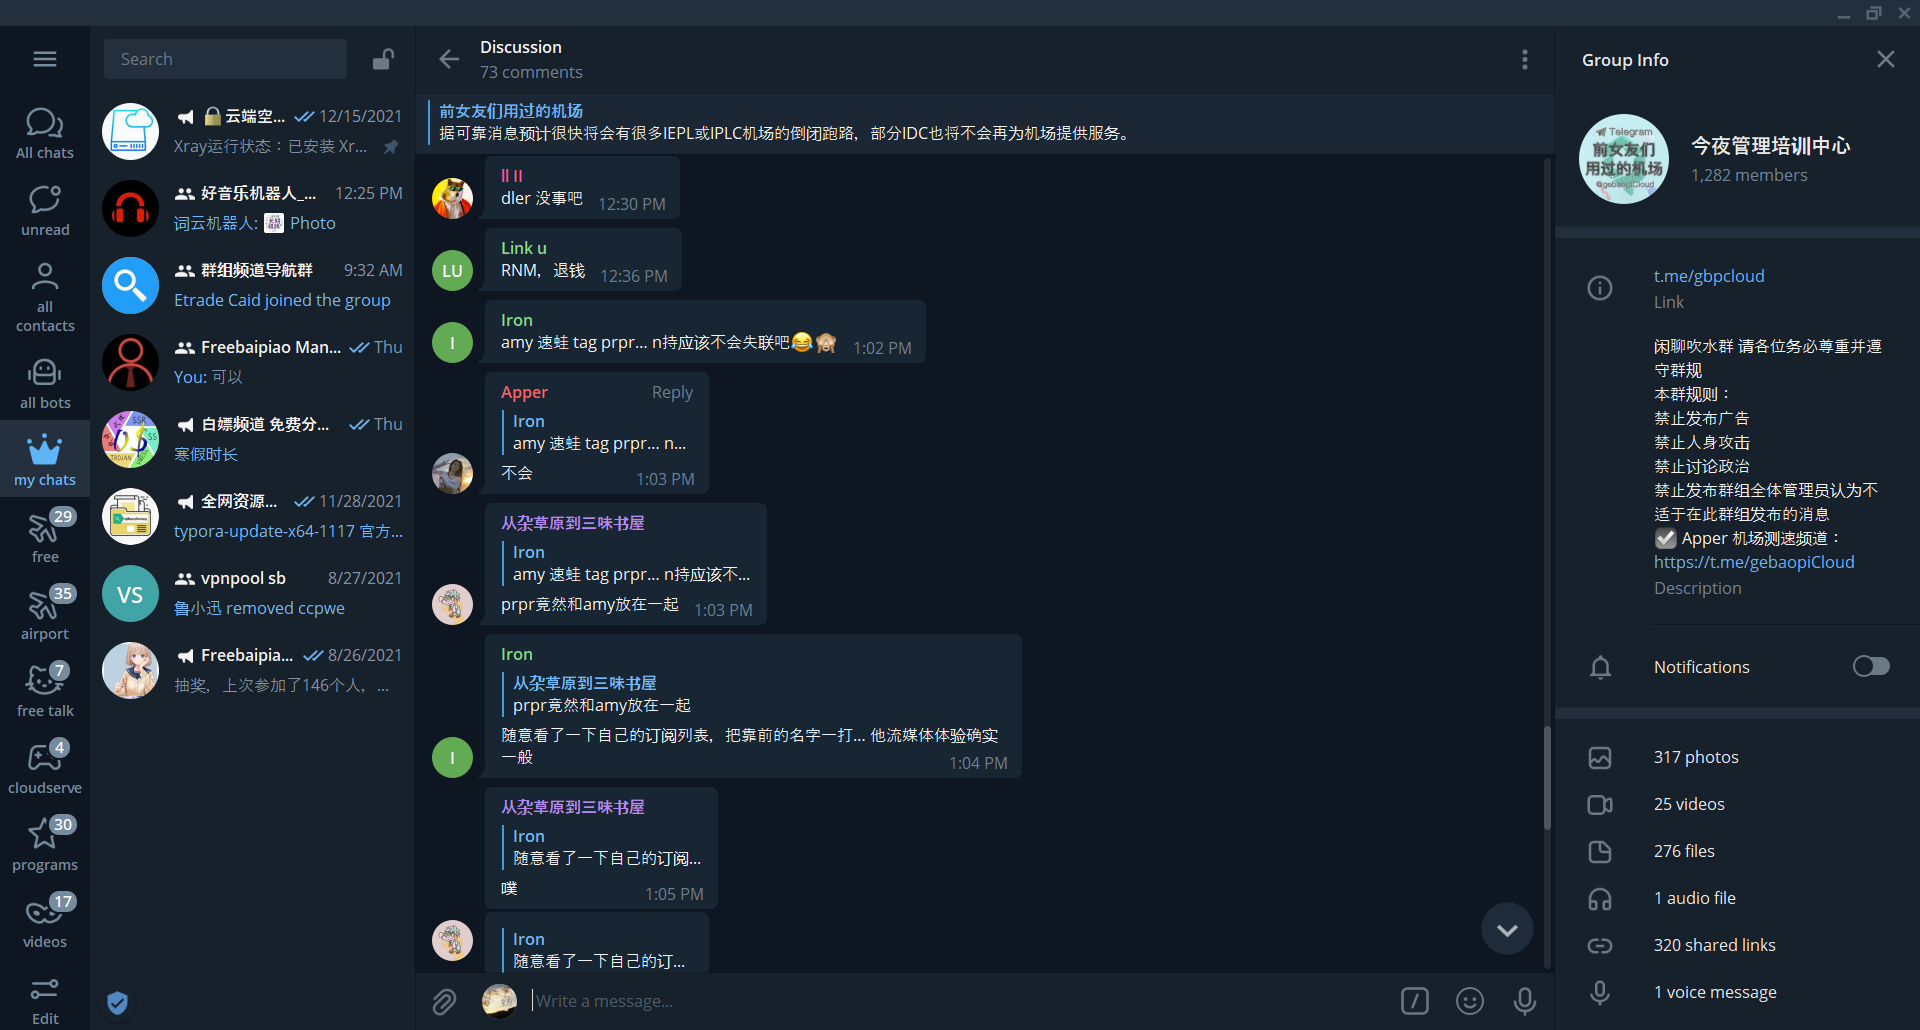 Search
All chats
unread
all
contacts
all bots
my chats
29
free
35
airport
7
free talk
4
cloudserve
30
programs
17
videos
Edit
云端空... 12/15/2021
Xray运行状态：已安装 Xr...
好音乐机器人_... 12:25 PM
词云机器人: Photo
群组频道导航群 9:32 AM
Etrade Caid joined the group
Freebaipiao Man... Thu
You: 可以
白嫖频道 免费分... Thu
寒假时长
全网资源... 11/28/2021
typora-update-x64-1117 官方...
VS
vpnpool sb 8/27/2021
鲁小迅 removed ccpwe
Freebaipia... 8/26/2021
抽奖，上次参加了146个人，...
Discussion
73 comments
前女友们用过的机场
据可靠消息预计很快将会有很多IEPL或IPLC机场的倒闭跑路，部分IDC也将不会再为机场提供服务。
dler 没事吧 12:30 PM
LU
Link u
RNM，退钱 12:36 PM
I
Iron
amy 速蛙 tag prpr... n持应该不会失联吧😂🙈 1:02 PM
Apper Reply
Iron
amy 速蛙 tag prpr... n...
不会 1:03 PM
从杂草原到三味书屋
Iron
amy 速蛙 tag prpr... n持应该不...
prpr竟然和amy放在一起 1:03 PM
Iron
从杂草原到三味书屋
prpr竟然和amy放在一起
随意看了一下自己的订阅列表，把靠前的名字一打... 他流媒体体验确实
一般 1:04 PM
I
从杂草原到三味书屋
Iron
随意看了一下自己的订阅...
噗 1:05 PM
Iron
随意看了一下自己的订...
Write a message...
Group Info
Telegram
前女友们
用过的机场
@gebaopiCloud
今夜管理培训中心
1,282 members
t.me/gbpcloud
Link
闲聊吹水群 请各位务必尊重并遵
守群规
本群规则：
禁止发布广告
禁止人身攻击
禁止讨论政治
禁止发布群组全体管理员认为不
适于在此群组发布的消息
☑ Apper 机场测速频道：
https://t.me/gebaopiCloud
Description
Notifications
317 photos
25 videos
276 files
1 audio file
320 shared links
1 voice message